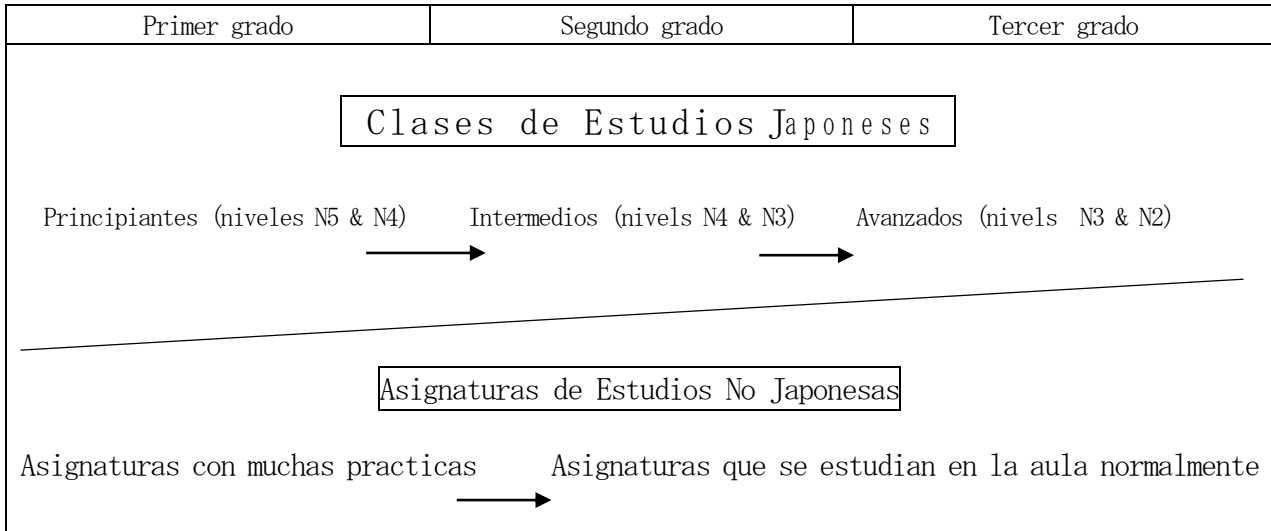 Primer grado Segundo grado Tercer grado
Clases de Estudios Japoneses
Principiantes (niveles N5 & N4) Intermedios (nivels N4 & N3) Avanzados (nivels N3 & N2)
Asignaturas de Estudios No Japonesas
Asignaturas con muchas practicas Asignaturas que se estudian en la aula normalmente